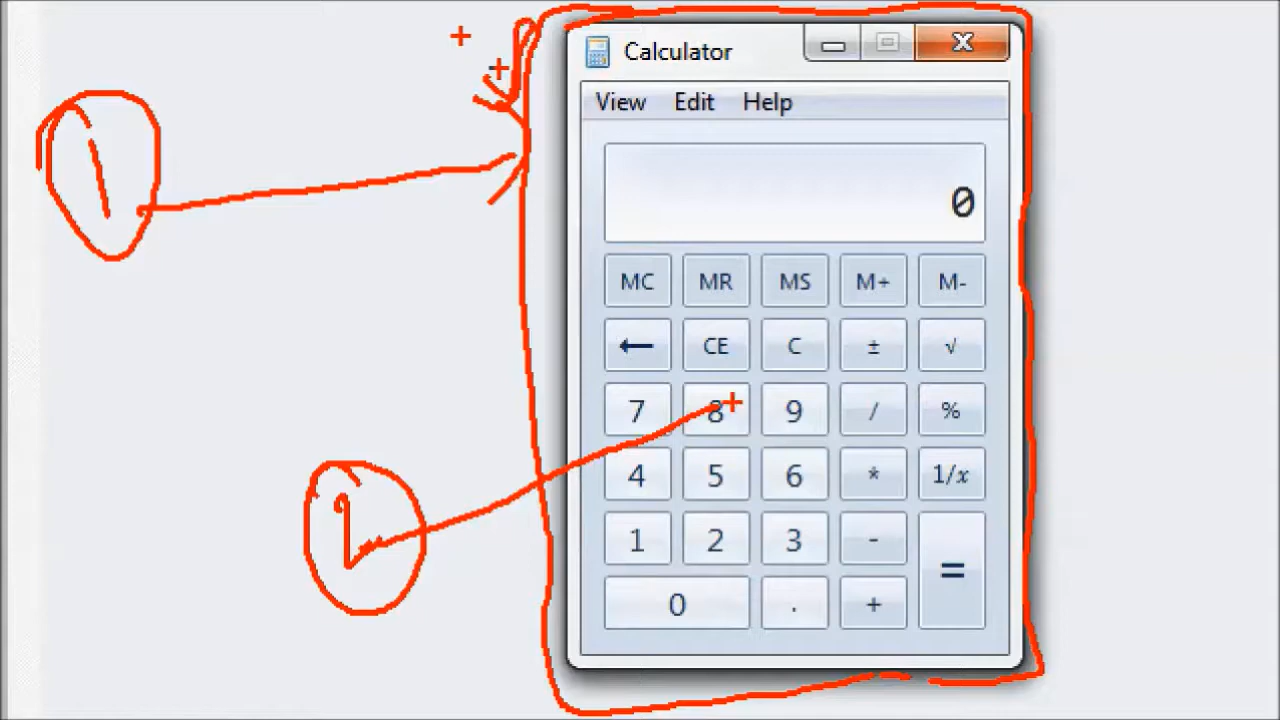 Calculator
View Edit Help
0
MC MR MS M+ M-
← CE C ± √
7 8 9 / %
4 5 6 * 1/x
1 2 3 - =
0 . +
1